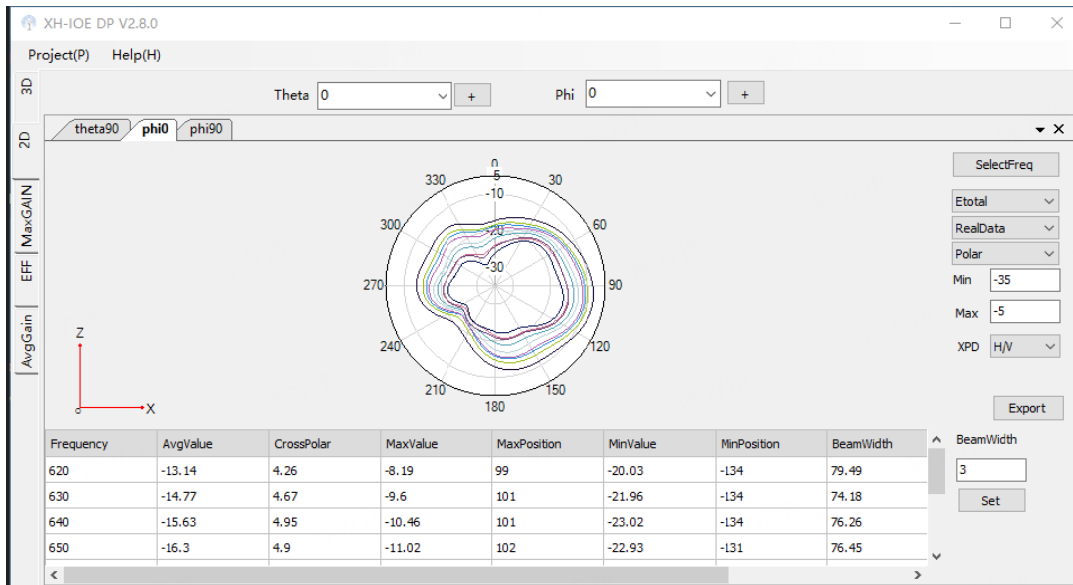 XH-IOE DP V2.8.0
Project(P) Help(H)
3D
2D
MaxGAIN
EFF
AvgGain
Theta 0 + Phi 0 +
theta90 phi0 phi90
0
-5
-10
-20
-30
30
60
90
120
150
180
210
240
270
300
330
Z
o
X
SelectFreq
Etotal
RealData
Polar
Min -35
Max -5
XPD H/V
Export
Frequency AvgValue CrossPolar MaxValue MaxPosition MinValue MinPosition BeamWidth
620 -13.14 4.26 -8.19 99 -20.03 -134 79.49
630 -14.77 4.67 -9.6 101 -21.96 -134 74.18
640 -15.63 4.95 -10.46 101 -23.02 -134 76.26
650 -16.3 4.9 -11.02 102 -22.93 -131 76.45
BeamWidth
3
Set